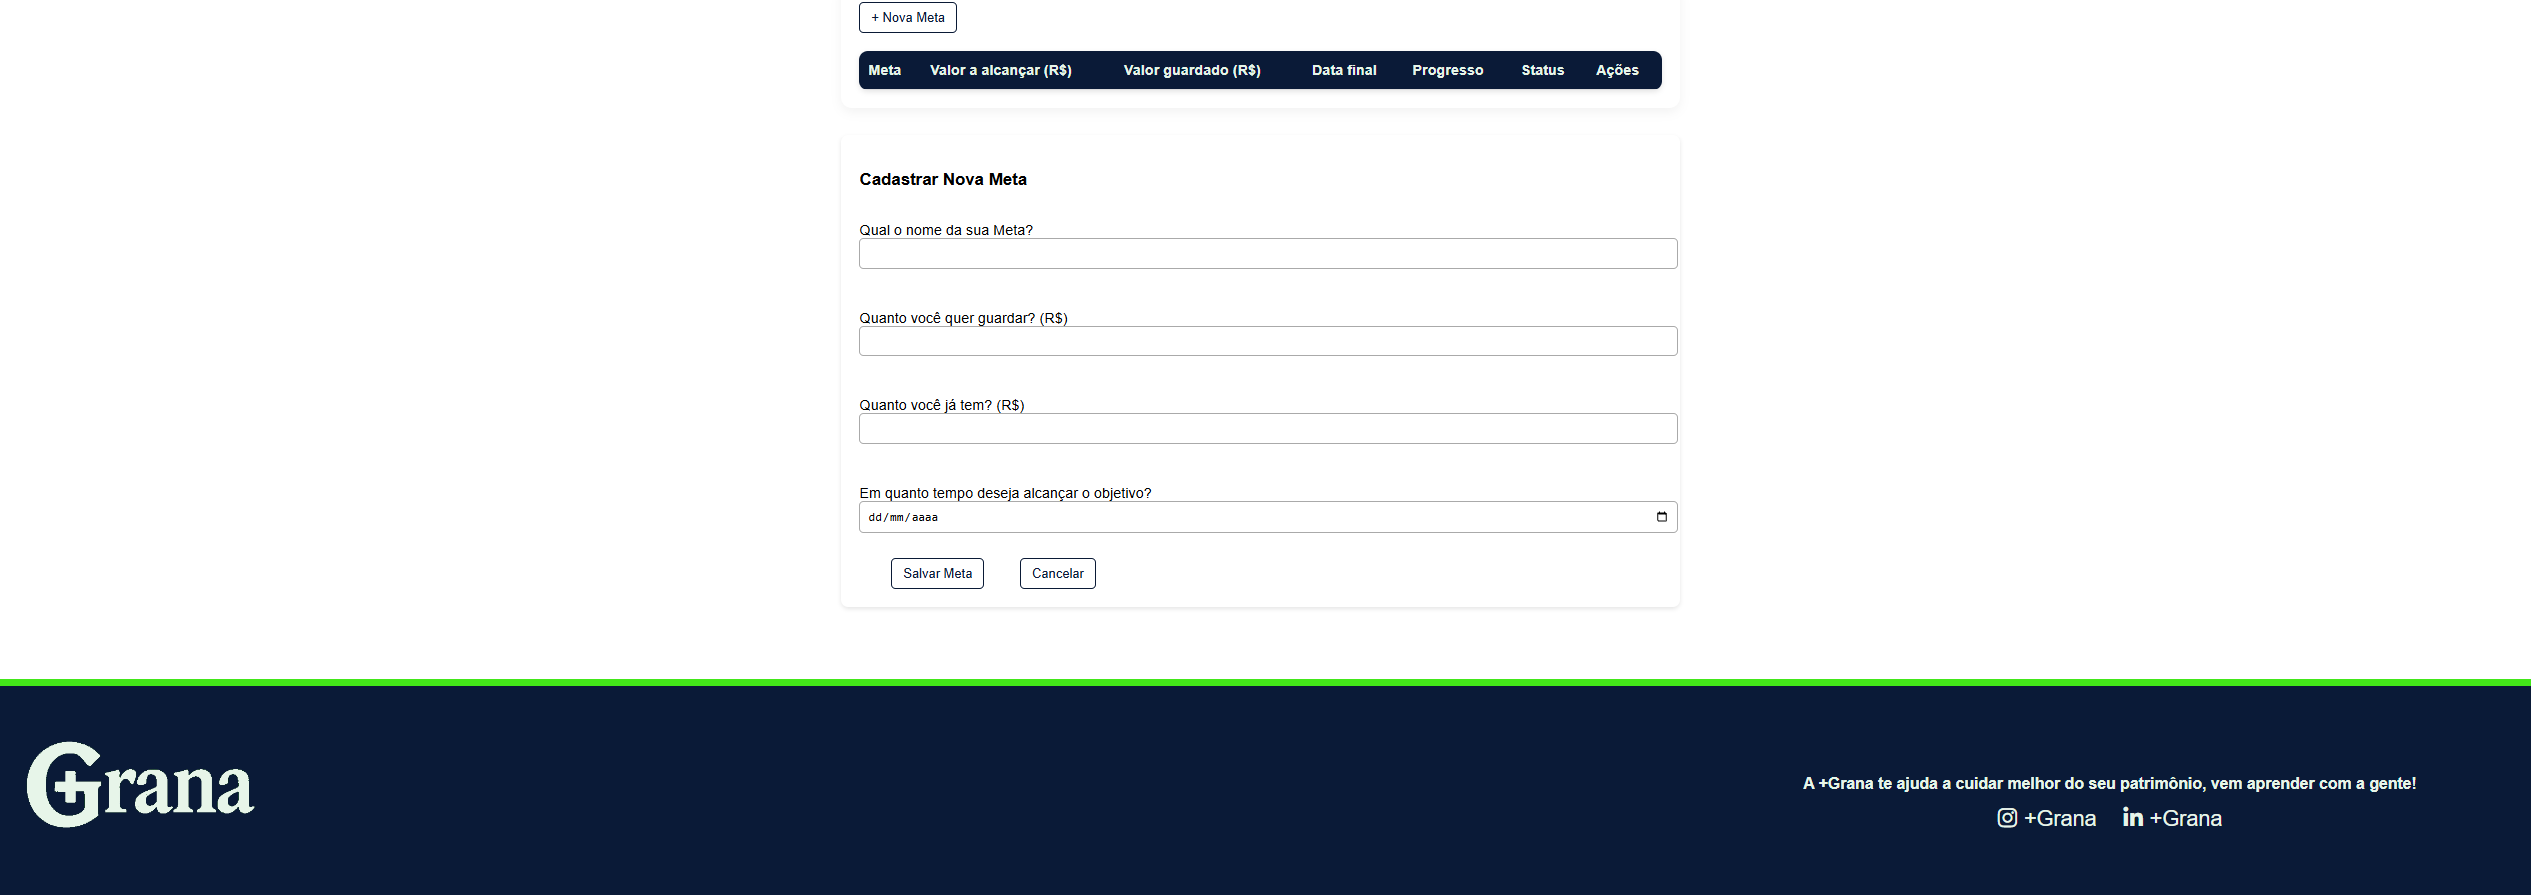 + Nova Meta
Meta Valor a alcançar (R$) Valor guardado (R$) Data final Progresso Status Ações
Cadastrar Nova Meta
Qual o nome da sua Meta?
Quanto você quer guardar? (R$)
Quanto você já tem? (R$)
Em quanto tempo deseja alcançar o objetivo?
dd/mm/aaaa
Salvar Meta Cancelar
Grana
A +Grana te ajuda a cuidar melhor do seu patrimônio, vem aprender com a gente!
+Grana in +Grana